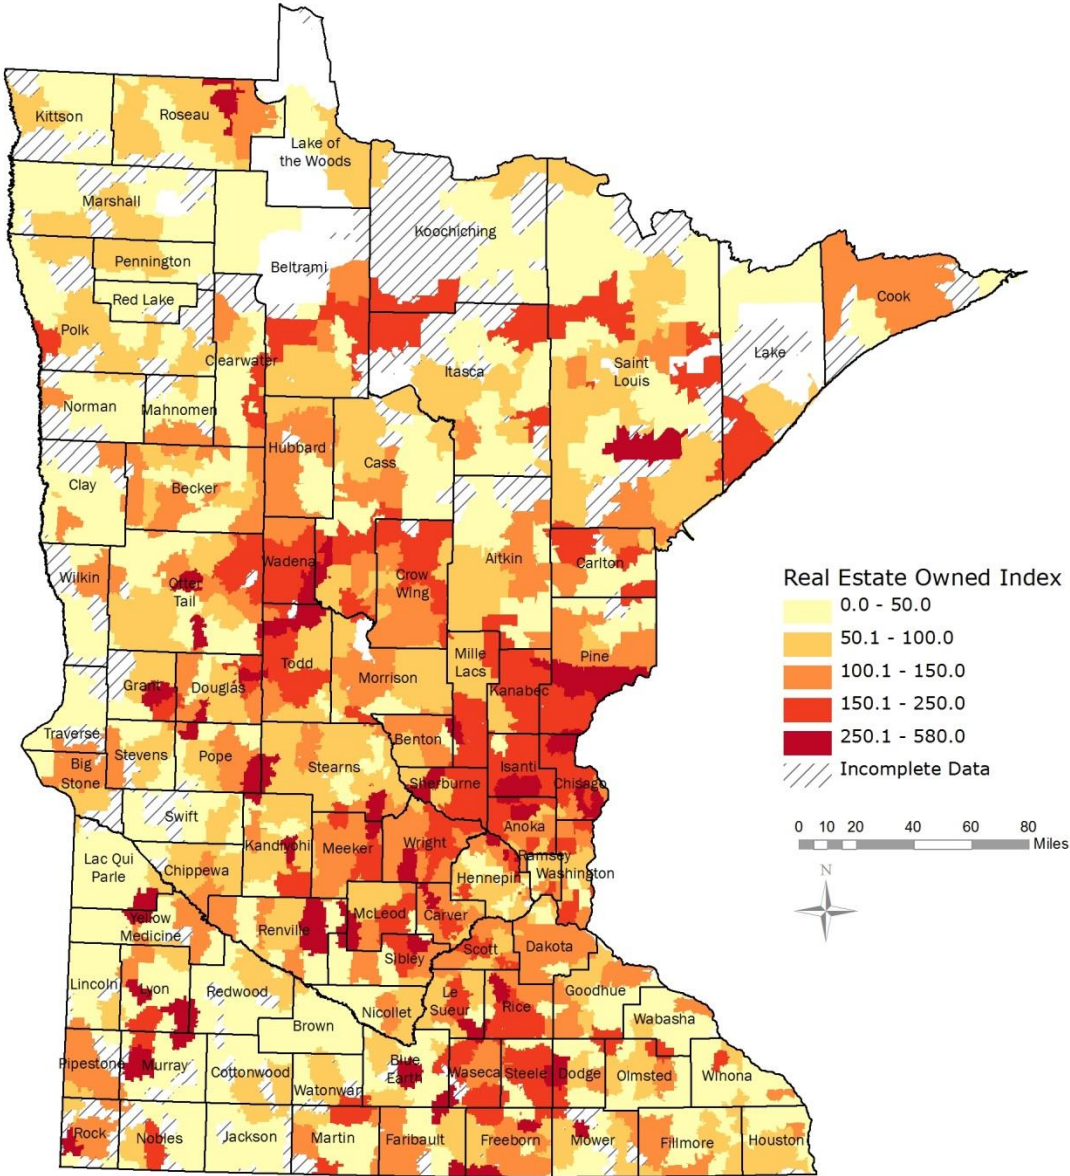 Kittson
Roseau
Lake of
the Woods
Marshall
Koochiching
Pennington
Beltrami
Red Lake
Cook
Polk
Clearwater
Lake
Saint
Louis
Itasca
Norman
Mahnomen
Hubbard
Cass
Clay
Becker
Wilkin
Otter
Tail
Wadena
Crow
Wing
Aitkin
Carlton
Real Estate Owned Index
0.0 - 50.0
50.1 - 100.0
100.1 - 150.0
150.1 - 250.0
250.1 - 580.0
Incomplete Data
Grant
Douglas
Todd
Morrison
Mille
Lacs
Kanabec
Pine
Traverse
Big
Stone
Stevens
Pope
Stearns
Benton
Sherburne
Isanti
Chisago
Swift
Kandiyohi
Meeker
Wright
Anoka
0 10 20 40 60 80
Miles
Lac Qui
Parle
Chippewa
Hennepin
Ramsey
Washington
N
Yellow
Medicine
Renville
McLeod
Carver
Scott
Dakota
Sibley
Lincoln
Lyon
Redwood
Brown
Nicollet
Le
Sueur
Rice
Goodhue
Wabasha
Pipestone
Murray
Cottonwood
Watonwan
Blue
Earth
Waseca
Steele
Dodge
Olmsted
Winona
Rock
Nobles
Jackson
Martin
Faribault
Freeborn
Mower
Fillmore
Houston